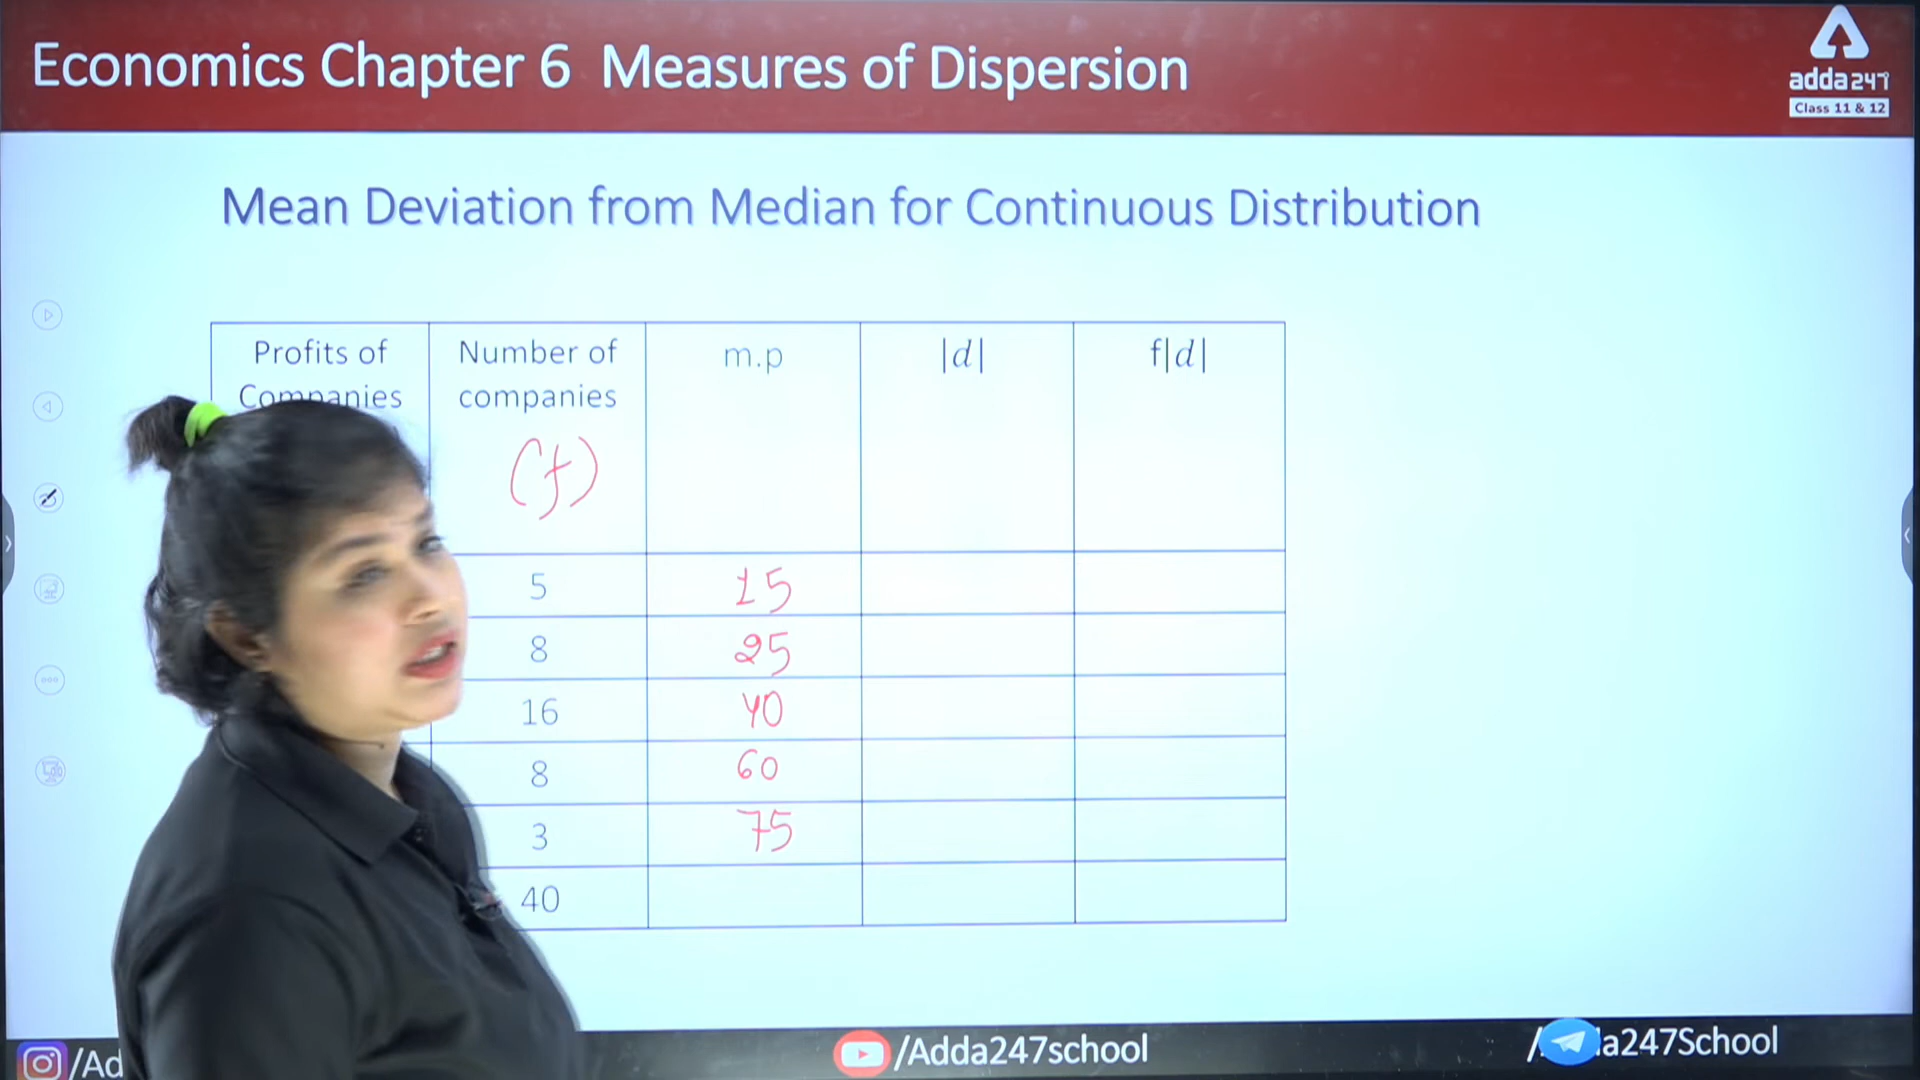 Economics Chapter 6 Measures of Dispersion
adda247
Class 11 & 12
Mean Deviation from Median for Continuous Distribution
Profits of Companies
Number of companies
(f)
m.p
|d|
f|d|
5 15
8 25
16 40
8 60
3 75
40
/Ad
/Adda247school
a247School